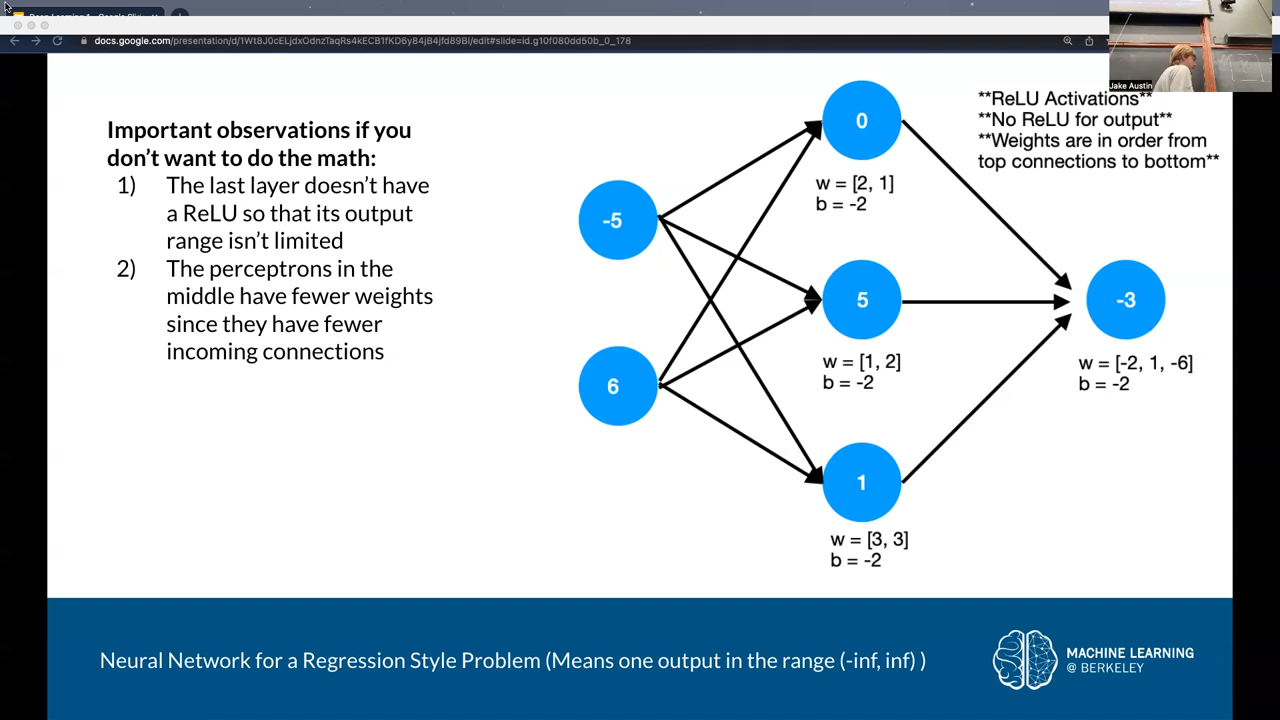 docs.google.com/presentation/d/1Wt8J0cELjdxOdnzTaqRs4kECB1fKD6y84jB4jfd89BI/edit#slide=id.g10f080dd50b_0_178
Jake Austin
Important observations if you
don't want to do the math:
1) The last layer doesn't have
a ReLU so that its output
range isn't limited
2) The perceptrons in the
middle have fewer weights
since they have fewer
incoming connections
**ReLU Activations**
**No ReLU for output**
**Weights are in order from
top connections to bottom**
0
w = [2, 1]
b = -2
-5
5
w = [1, 2]
b = -2
-3
w = [-2, 1, -6]
b = -2
6
1
w = [3, 3]
b = -2
Neural Network for a Regression Style Problem (Means one output in the range (-inf, inf) )
MACHINE LEARNING
@ BERKELEY